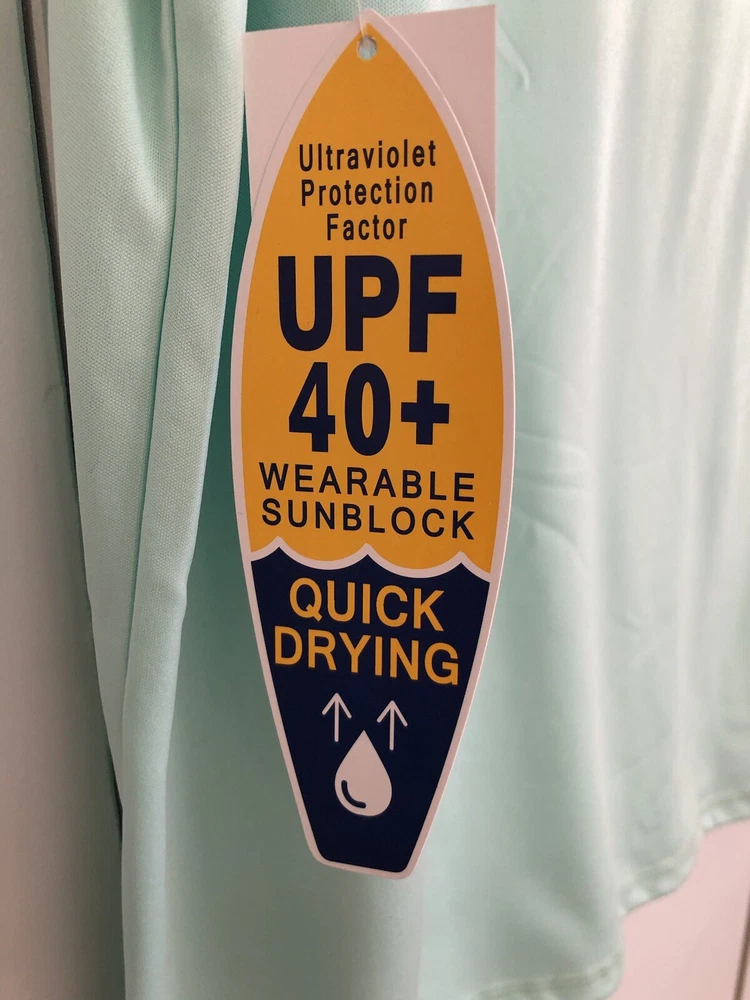 Ultraviolet
Protection
Factor
UPF
40+
WEARABLE
SUNBLOCK
QUICK
DRYING